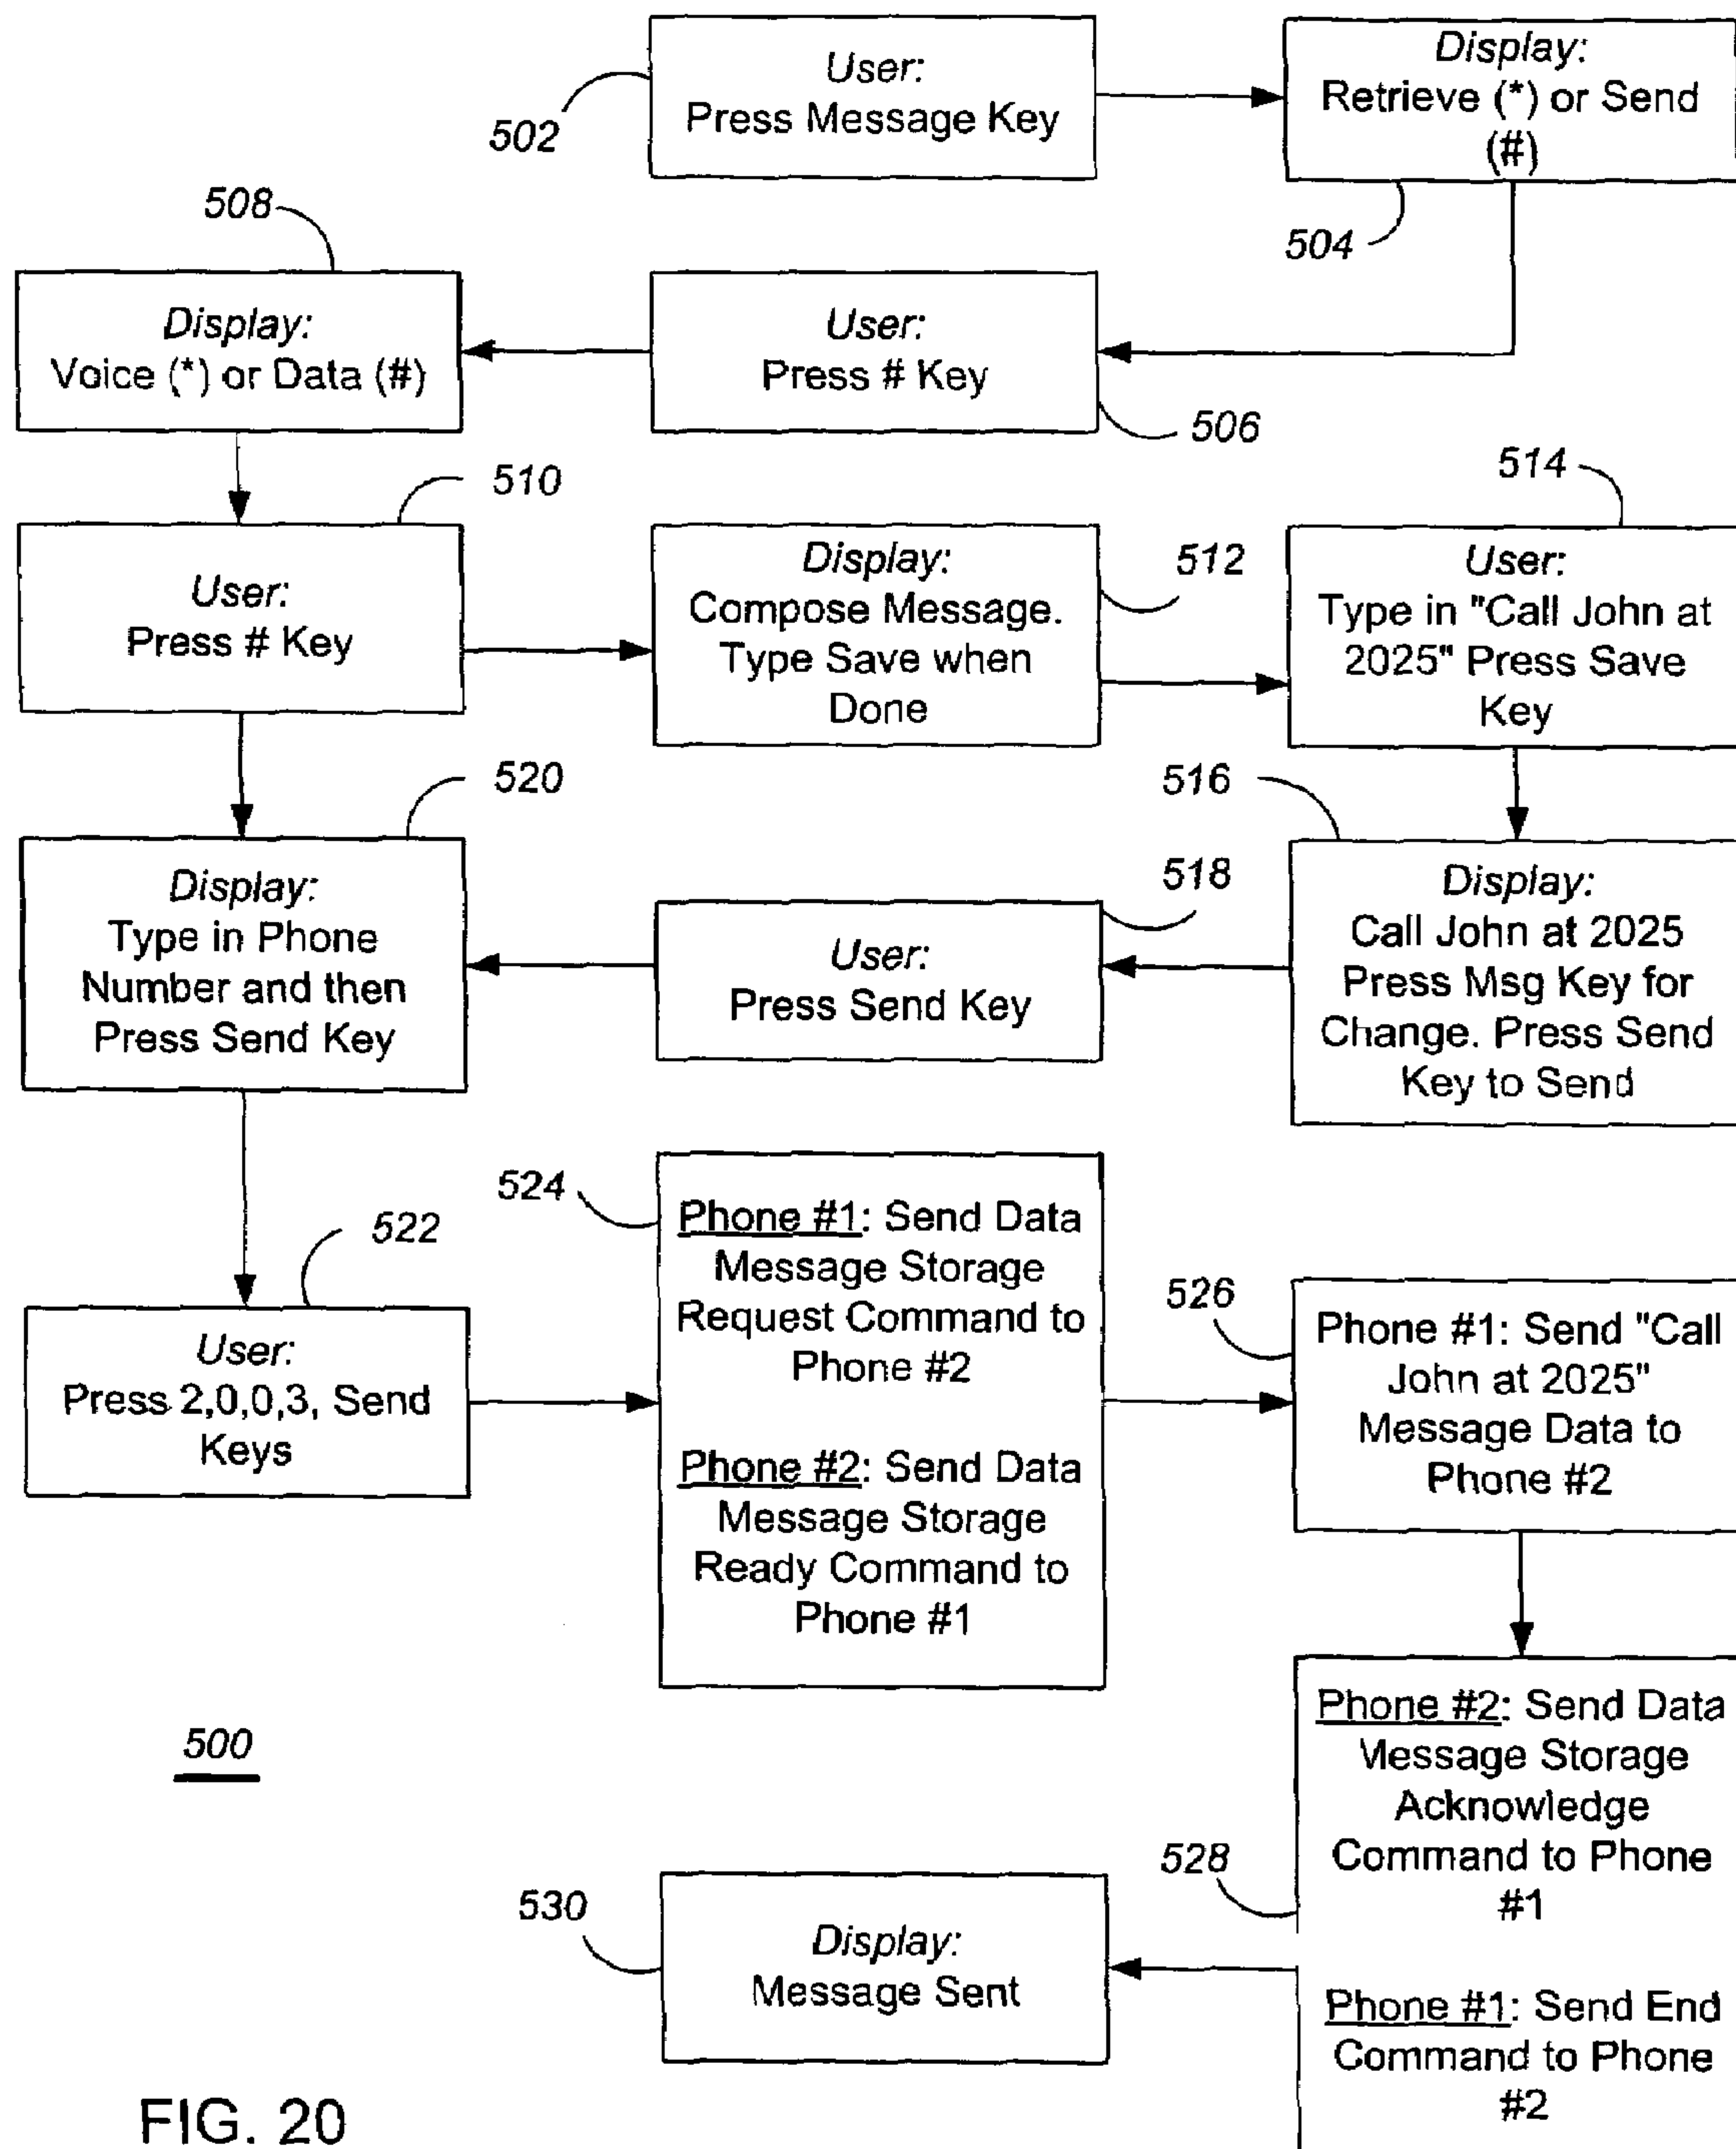 User:
Press Message Key
502
Display:
Retrieve (*) or Send
(#)
504
508
Display:
Voice (*) or Data (#)
User:
Press # Key
506
510
User:
Press # Key
Display:
Compose Message.
Type Save when
Done
512
514
User:
Type in "Call John at
2025" Press Save
Key
520
Display:
Type in Phone
Number and then
Press Send Key
518
User:
Press Send Key
516
Display:
Call John at 2025
Press Msg Key for
Change. Press Send
Key to Send
522
User:
Press 2,0,0,3, Send
Keys
524
Phone #1: Send Data
Message Storage
Request Command to
Phone #2
Phone #2: Send Data
Message Storage
Ready Command to
Phone #1
526
Phone #1: Send "Call
John at 2025"
Message Data to
Phone #2
528
Phone #2: Send Data
Message Storage
Acknowledge
Command to Phone
#1
Phone #1: Send End
Command to Phone
#2
530
Display:
Message Sent
500
FIG. 20